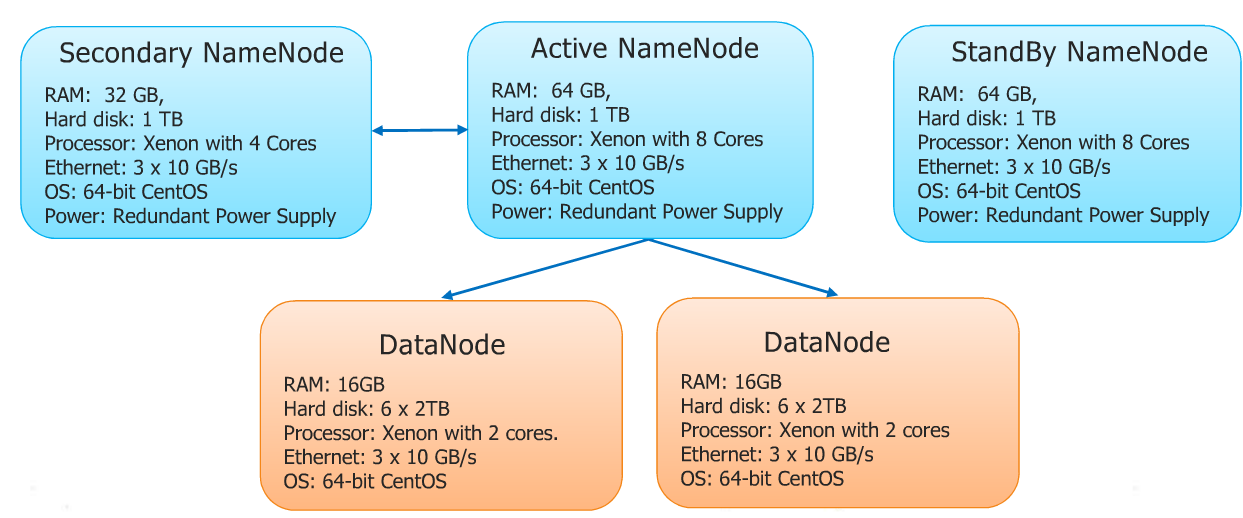 Secondary NameNode
RAM:  32 GB,
Hard disk: 1 TB
Processor: Xenon with 4 Cores
Ethernet: 3 x 10 GB/s
OS: 64-bit CentOS
Power: Redundant Power Supply
Active NameNode
RAM:  64 GB,
Hard disk: 1 TB
Processor: Xenon with 8 Cores
Ethernet: 3 x 10 GB/s
OS: 64-bit CentOS
Power: Redundant Power Supply
StandBy NameNode
RAM:  64 GB,
Hard disk: 1 TB
Processor: Xenon with 8 Cores
Ethernet: 3 x 10 GB/s
OS: 64-bit CentOS
Power: Redundant Power Supply
DataNode
RAM: 16GB
Hard disk: 6 x 2TB
Processor: Xenon with 2 cores.
Ethernet: 3 x 10 GB/s
OS: 64-bit CentOS
DataNode
RAM: 16GB
Hard disk: 6 x 2TB
Processor: Xenon with 2 cores
Ethernet: 3 x 10 GB/s
OS: 64-bit CentOS